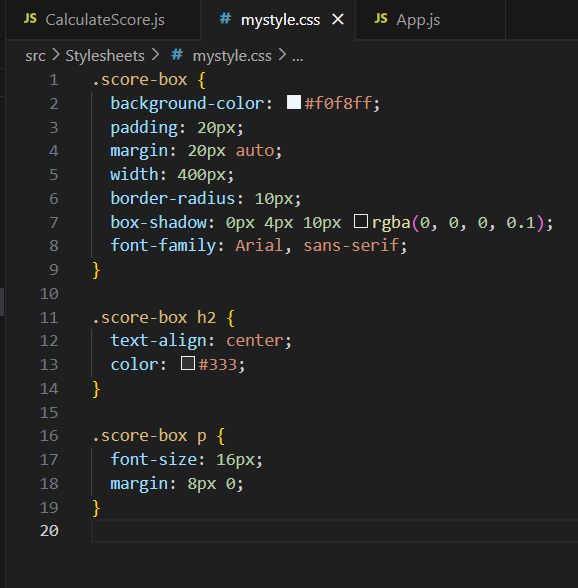 JS CalculateScore.js # mystyle.css × JS App.js
src > Stylesheets > # mystyle.css > ...
1 .score-box {
2 background-color: #f0f8ff;
3 padding: 20px;
4 margin: 20px auto;
5 width: 400px;
6 border-radius: 10px;
7 box-shadow: 0px 4px 10px rgba(0, 0, 0, 0.1);
8 font-family: Arial, sans-serif;
9 }
10
11 .score-box h2 {
12 text-align: center;
13 color: #333;
14 }
15
16 .score-box p {
17 font-size: 16px;
18 margin: 8px 0;
19 }
20